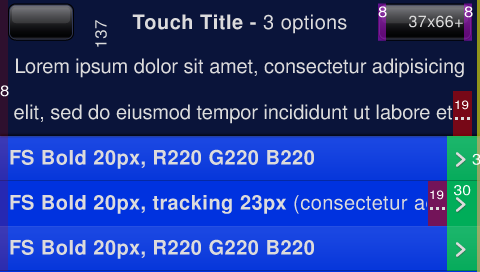 137
Touch Title - 3 options
8
37x66+
8
Lorem ipsum dolor sit amet, consectetur adipisicing
8
elit, sed do eiusmod tempor incididunt ut labore et...
19
FS Bold 20px, R220 G220 B220
3
FS Bold 20px, tracking 23px (consectetur a...
19
30
FS Bold 20px, R220 G220 B220